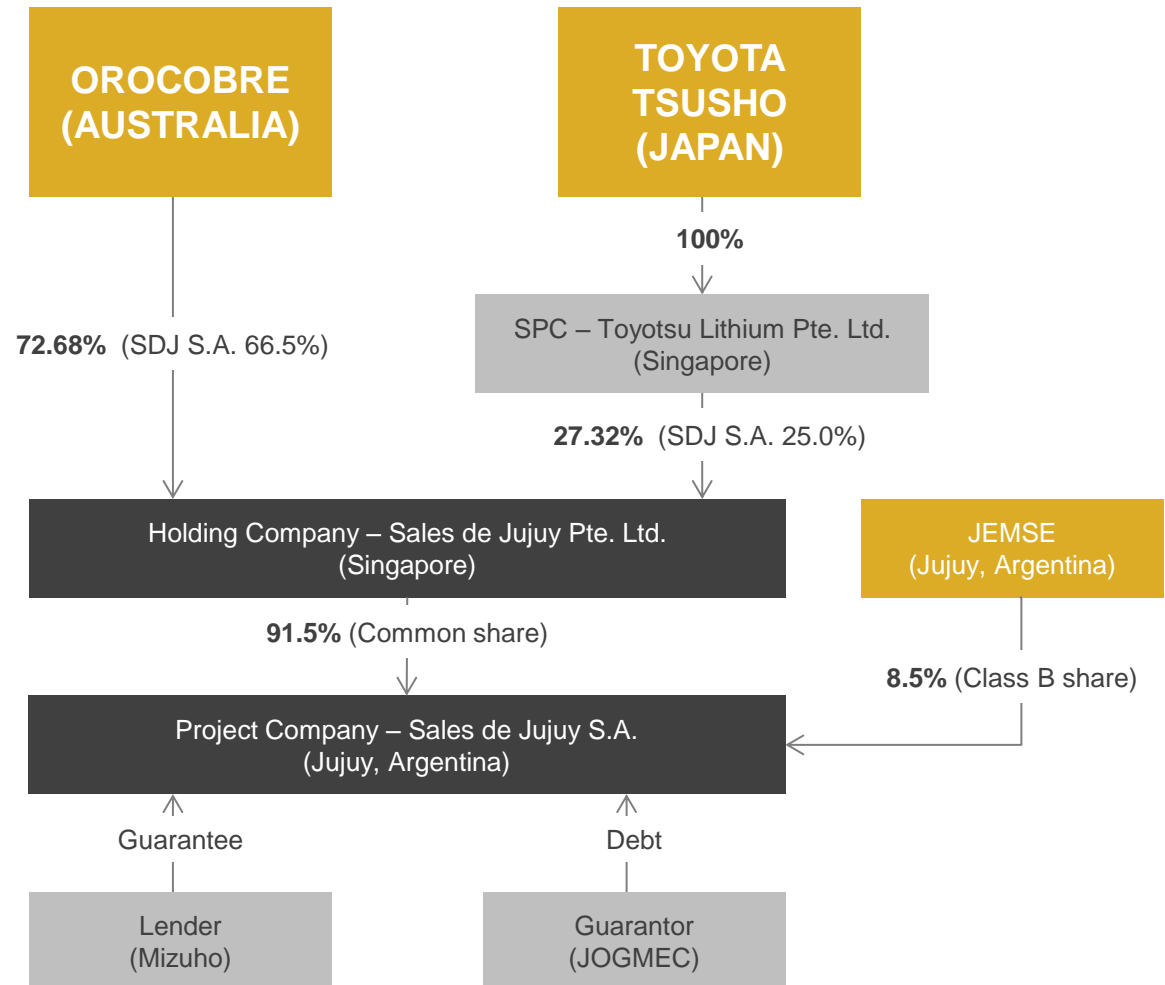 OROCOBRE
(AUSTRALIA)
TOYOTA
TSUSHO
(JAPAN)
100%
SPC – Toyotsu Lithium Pte. Ltd.
(Singapore)
72.68% (SDJ S.A. 66.5%)
27.32% (SDJ S.A. 25.0%)
Holding Company – Sales de Jujuy Pte. Ltd.
(Singapore)
JEMSE
(Jujuy, Argentina)
91.5% (Common share)
8.5% (Class B share)
Project Company – Sales de Jujuy S.A.
(Jujuy, Argentina)
Guarantee
Debt
Lender
(Mizuho)
Guarantor
(JOGMEC)